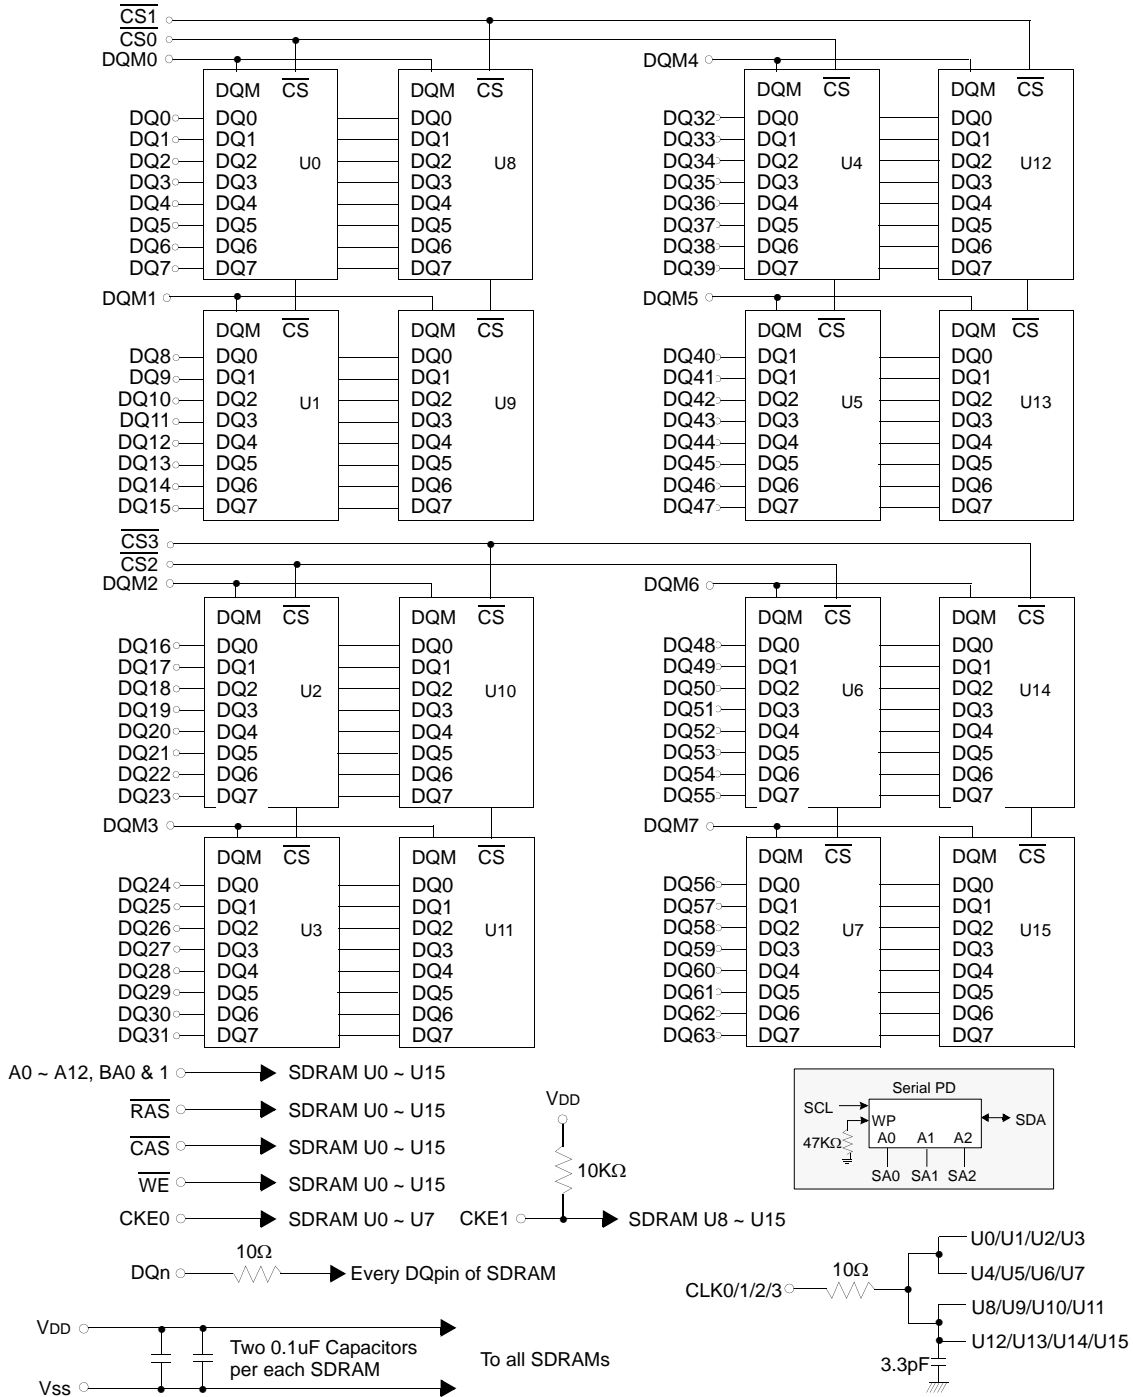 CS1
CS0
DQM0 DQM4
DQM CS DQM CS DQM CS DQM CS
DQ0 DQ0 DQ0 DQ32 DQ0 DQ0
DQ1 DQ1 DQ1 DQ33 DQ1 DQ1
DQ2 DQ2 U0 DQ2 U8 DQ34 DQ2 U4 DQ2 U12
DQ3 DQ3 DQ3 DQ35 DQ3 DQ3
DQ4 DQ4 DQ4 DQ36 DQ4 DQ4
DQ5 DQ5 DQ5 DQ37 DQ5 DQ5
DQ6 DQ6 DQ6 DQ38 DQ6 DQ6
DQ7 DQ7 DQ7 DQ39 DQ7 DQ7
DQM1 DQM5
DQM CS DQM CS DQM CS DQM CS
DQ8 DQ0 DQ0 DQ40 DQ1 DQ0
DQ9 DQ1 DQ1 DQ41 DQ1 DQ1
DQ10 DQ2 U1 DQ2 U9 DQ42 DQ2 U5 DQ2 U13
DQ11 DQ3 DQ3 DQ43 DQ3 DQ3
DQ12 DQ4 DQ4 DQ44 DQ4 DQ4
DQ13 DQ5 DQ5 DQ45 DQ5 DQ5
DQ14 DQ6 DQ6 DQ46 DQ6 DQ6
DQ15 DQ7 DQ7 DQ47 DQ7 DQ7
CS3
CS2
DQM2 DQM6
DQM CS DQM CS DQM CS DQM CS
DQ16 DQ0 DQ0 DQ48 DQ0 DQ0
DQ17 DQ1 DQ1 DQ49 DQ1 DQ1
DQ18 DQ2 U2 DQ2 U10 DQ50 DQ2 U6 DQ2 U14
DQ19 DQ3 DQ3 DQ51 DQ3 DQ3
DQ20 DQ4 DQ4 DQ52 DQ4 DQ4
DQ21 DQ5 DQ5 DQ53 DQ5 DQ5
DQ22 DQ6 DQ6 DQ54 DQ6 DQ6
DQ23 DQ7 DQ7 DQ55 DQ7 DQ7
DQM3 DQM7
DQM CS DQM CS DQM CS DQM CS
DQ24 DQ0 DQ0 DQ56 DQ0 DQ0
DQ25 DQ1 DQ1 DQ57 DQ1 DQ1
DQ26 DQ2 U3 DQ2 U11 DQ58 DQ2 U7 DQ2 U15
DQ27 DQ3 DQ3 DQ59 DQ3 DQ3
DQ28 DQ4 DQ4 DQ60 DQ4 DQ4
DQ29 DQ5 DQ5 DQ61 DQ5 DQ5
DQ30 DQ6 DQ6 DQ62 DQ6 DQ6
DQ31 DQ7 DQ7 DQ63 DQ7 DQ7
A0 ~ A12, BA0 & 1 SDRAM U0 ~ U15
RAS SDRAM U0 ~ U15
CAS SDRAM U0 ~ U15
WE SDRAM U0 ~ U15
CKE0 SDRAM U0 ~ U7
VDD
10KΩ
CKE1 SDRAM U8 ~ U15
Serial PD
SCL
WP
SDA
47KΩ
A0 A1 A2
SA0 SA1 SA2
10Ω
DQn Every DQpin of SDRAM
CLK0/1/2/3
10Ω
U0/U1/U2/U3
U4/U5/U6/U7
U8/U9/U10/U11
U12/U13/U14/U15
3.3pF
VDD
Two 0.1uF Capacitors
per each SDRAM
To all SDRAMs
Vss